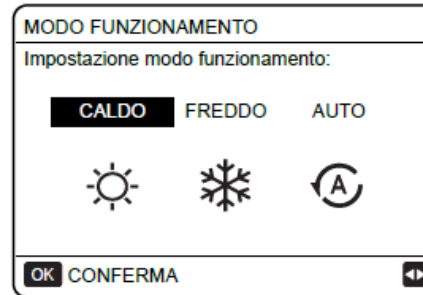 MODO FUNZIONAMENTO
Impostazione modo funzionamento:
CALDO FREDDO AUTO
A
OK CONFERMA